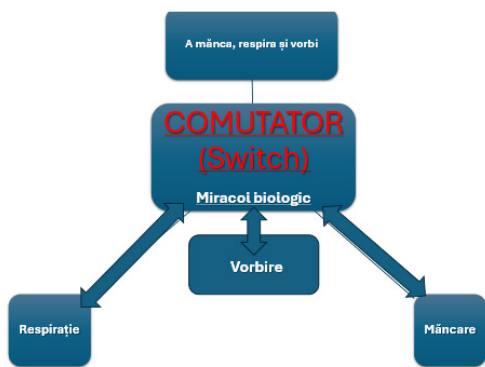 A mânca, respira și vorbi
COMUTATOR
(Switch)
Miracol biologic
Vorbire
Respirație
Mâncare